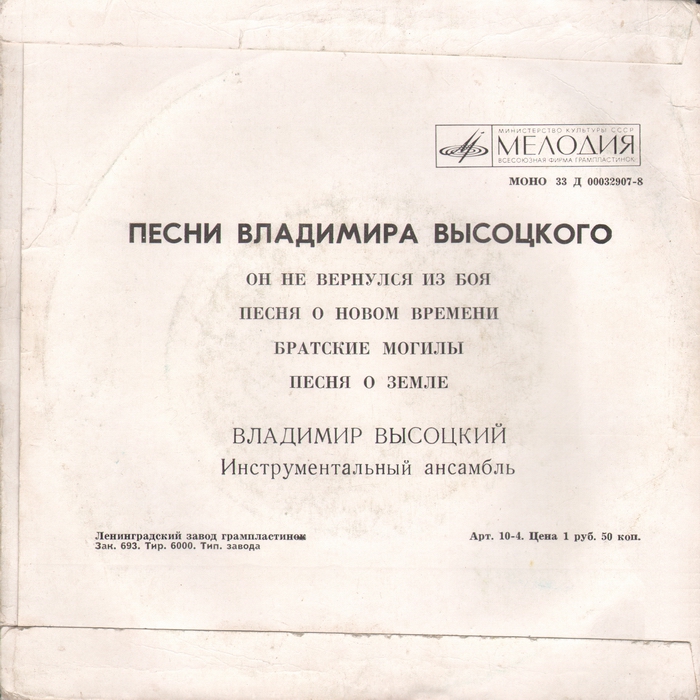 МИНИСТЕРСТВО КУЛЬТУРЫ СССР
МЕЛОДИЯ
ВСЕСОЮЗНАЯ ФИРМА ГРАМПЛАСТИНОК
МОНО 33 Д 00032907-8
ПЕСНИ ВЛАДИМИРА ВЫСОЦКОГО
ОН НЕ ВЕРНУЛСЯ ИЗ БОЯ
ПЕСНЯ О НОВОМ ВРЕМЕНИ
БРАТСКИЕ МОГИЛЫ
ПЕСНЯ О ЗЕМЛЕ
ВЛАДИМИР ВЫСОЦКИЙ
Инструментальный ансамбль
Ленинградский завод грампластинок
Зак. 693. Тир. 6000. Тип. завода
Арт. 10-4. Цена 1 руб. 50 коп.